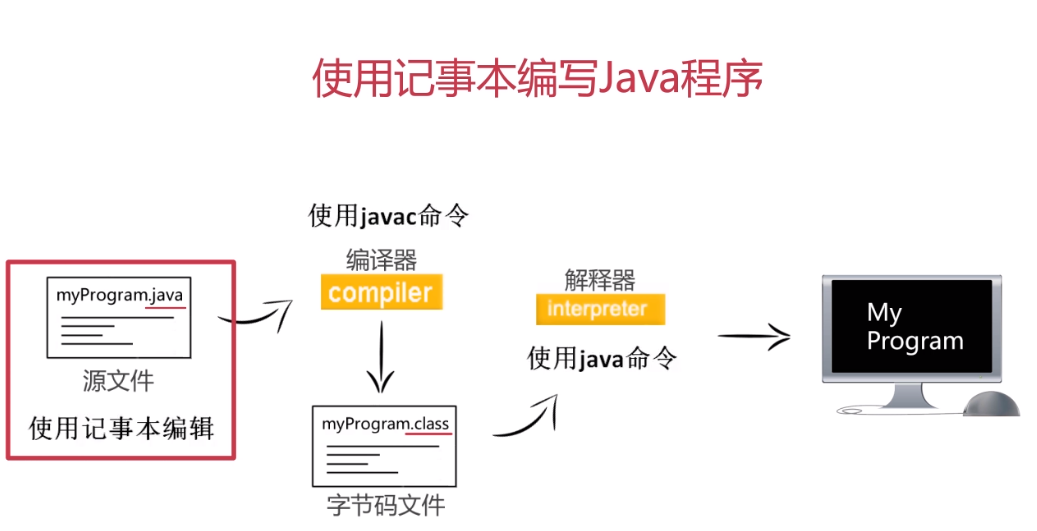 使用记事本编写Java程序
使用javac命令
编译器
compiler
myProgram.java
源文件
使用记事本编辑
myProgram.class
字节码文件
解释器
interpreter
使用java命令
My
Program